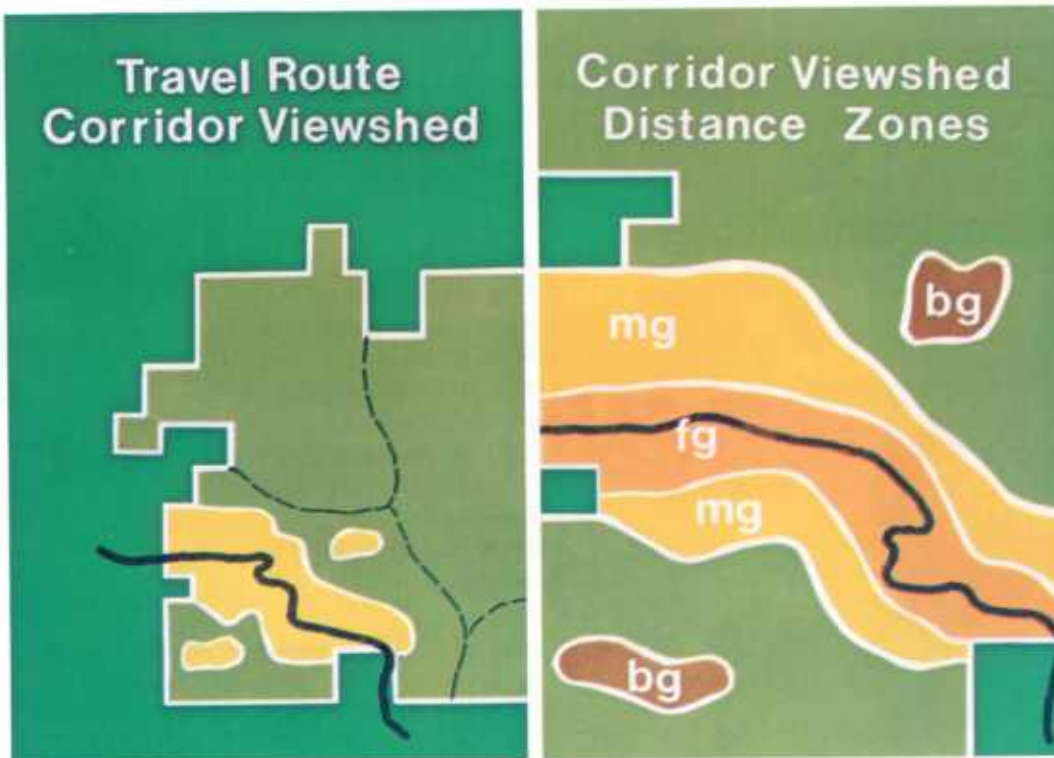 Travel Route
Corridor Viewshed
Corridor Viewshed
Distance Zones
mg
bg
fg
mg
bg